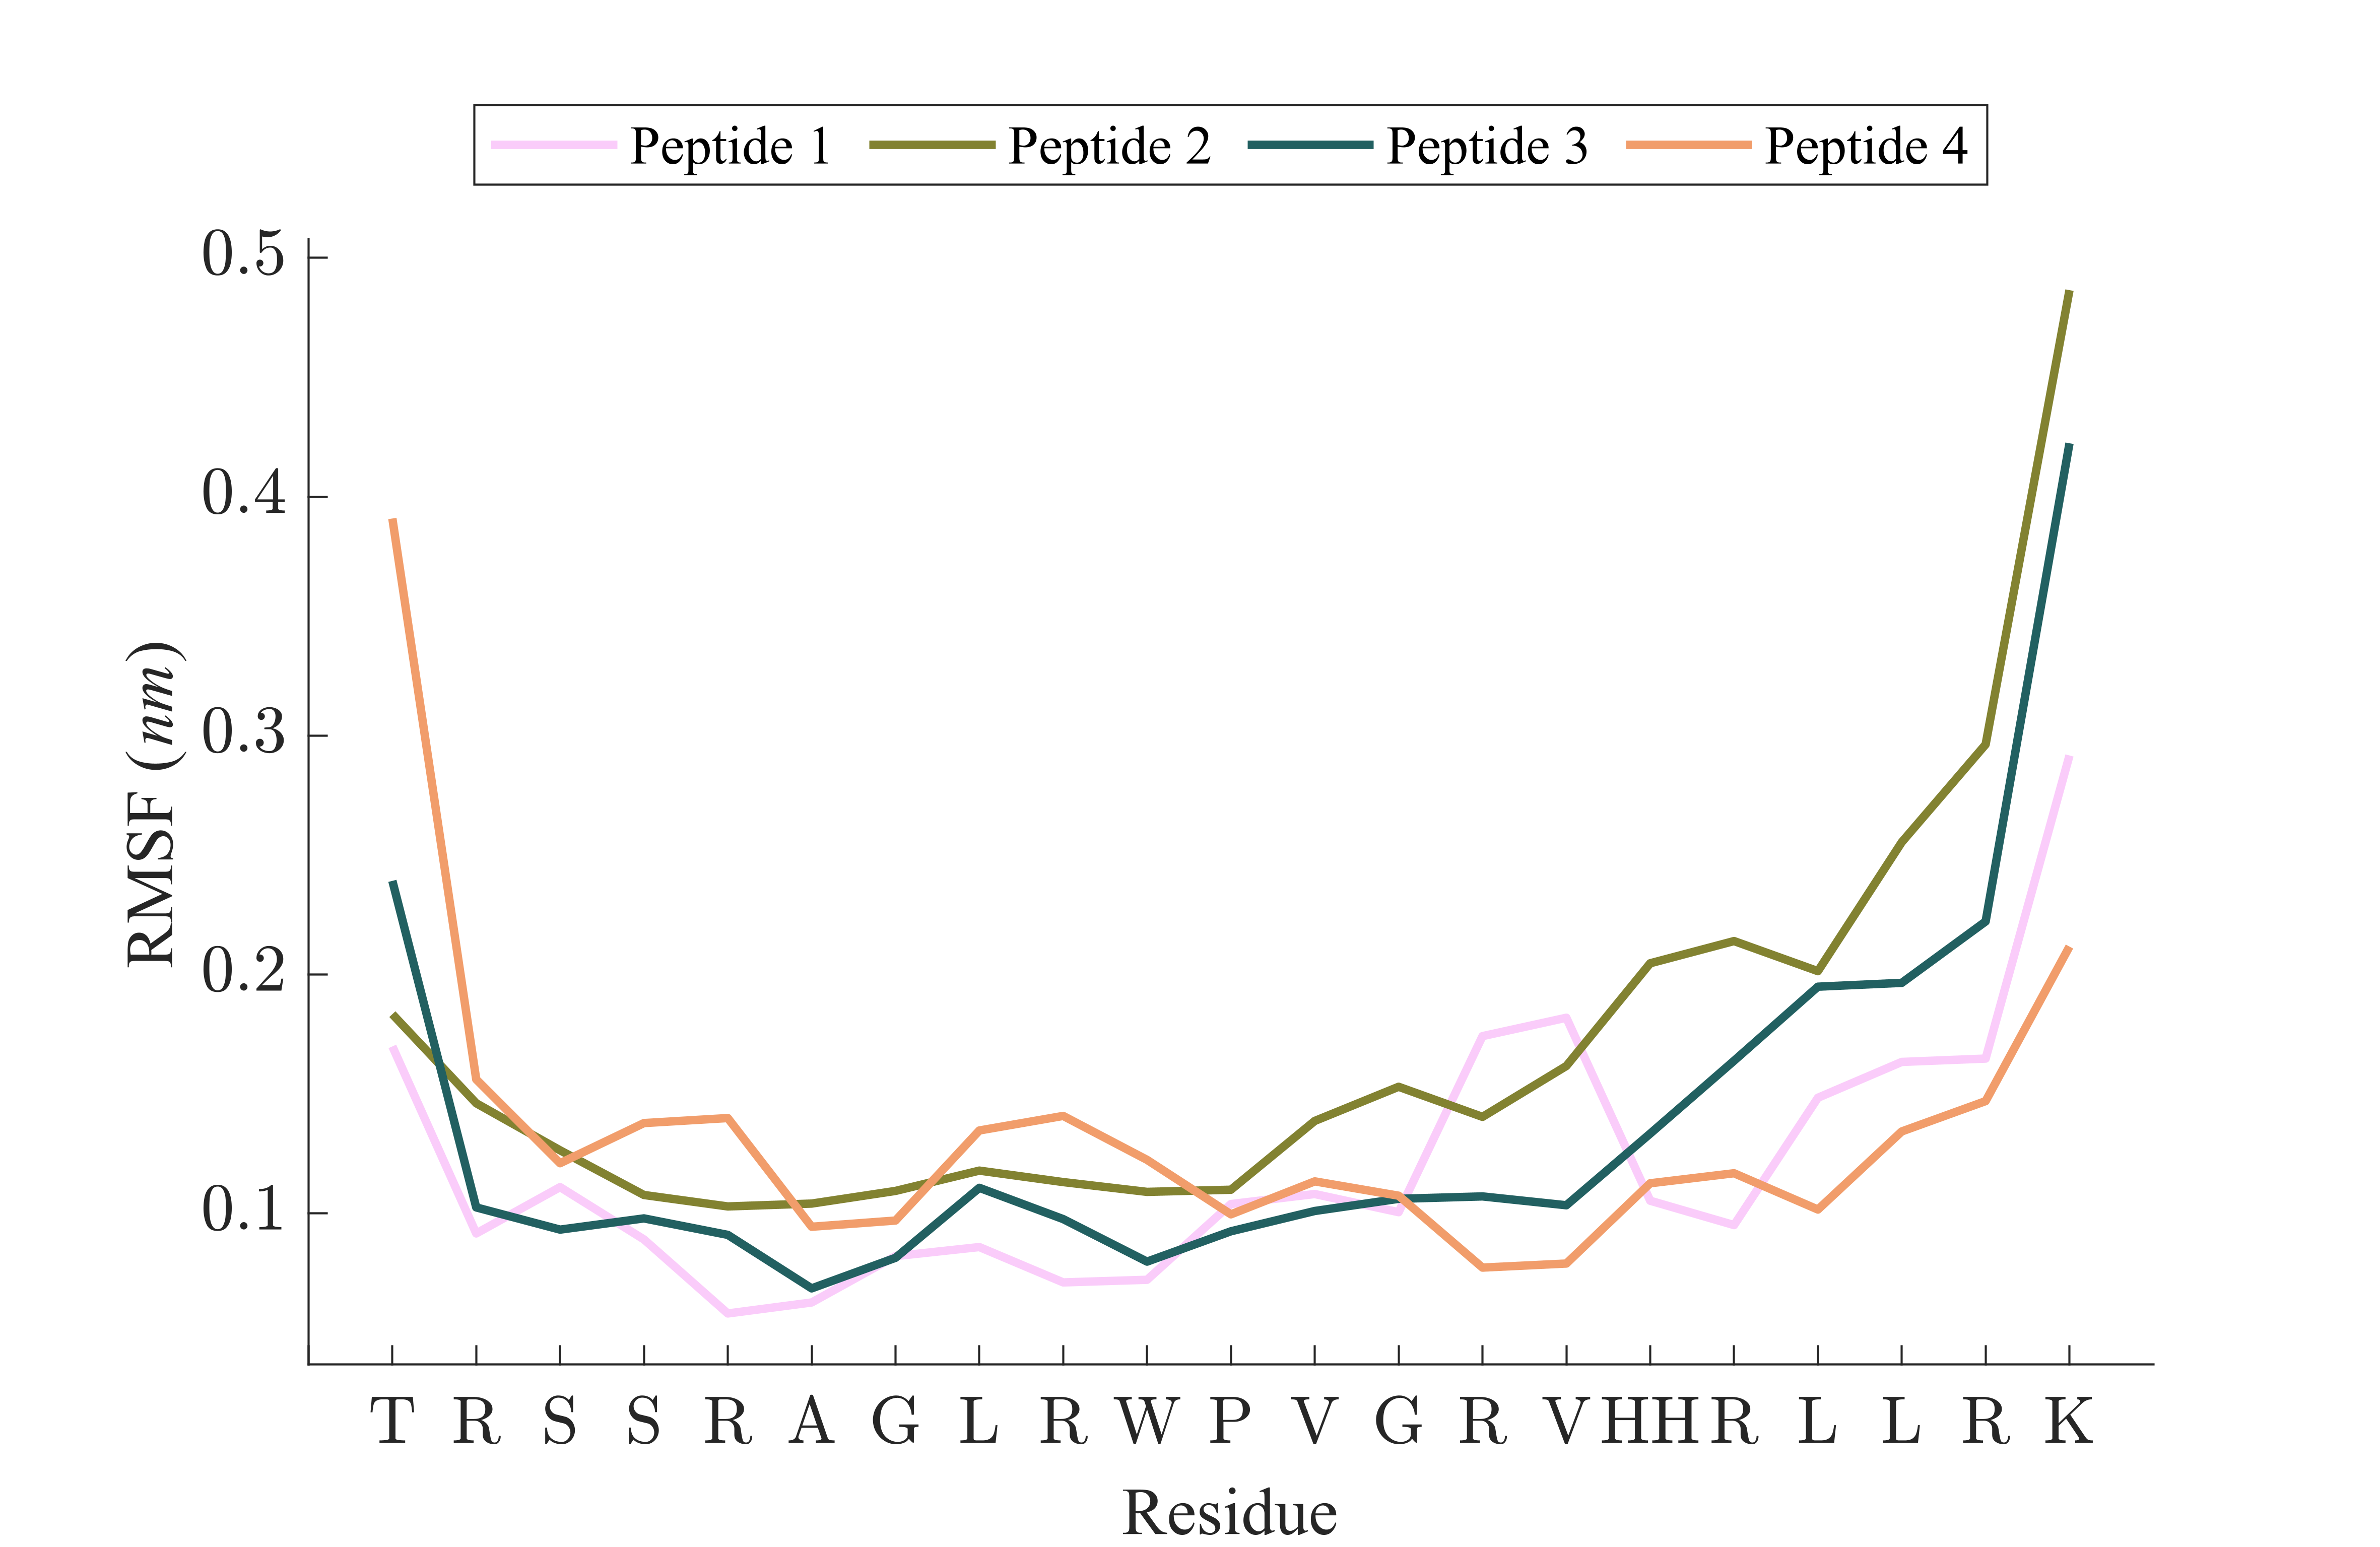 Peptide 1 Peptide 2 Peptide 3 Peptide 4
0.5
0.4
0.3
0.2
0.1
RMSF (nm)
T R S S R A G L R W P V G R V HH R L L R K
Residue